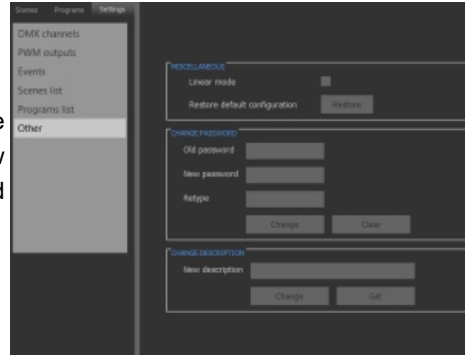 Scenes Programs Settings
DMX channels
PWM outputs
Events
Scenes list
Programs list
Other
e
v
d
MISCELLANEOUS
Linear mode
Restore default configuration Restore
CHANGE PASSWORD
Old password
New password
Retype
Change Clear
CHANGE DESCRIPTION
New description
Change Get